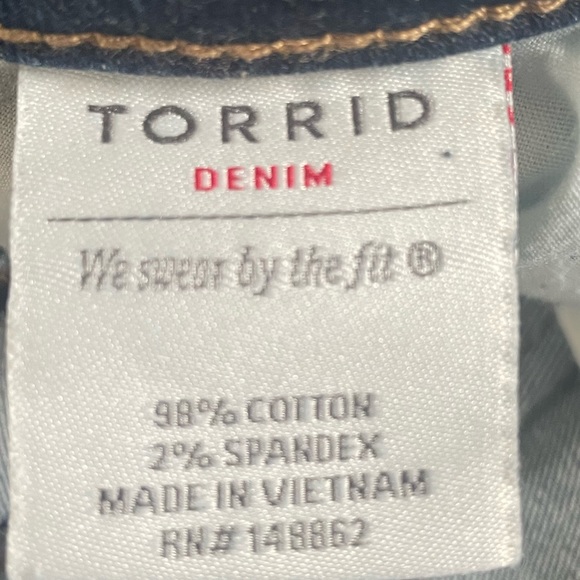 TORRID
DENIM
We swear by the fit ®
98% COTTON
2% SPANDEX
MADE IN VIETNAM
RN# 148862